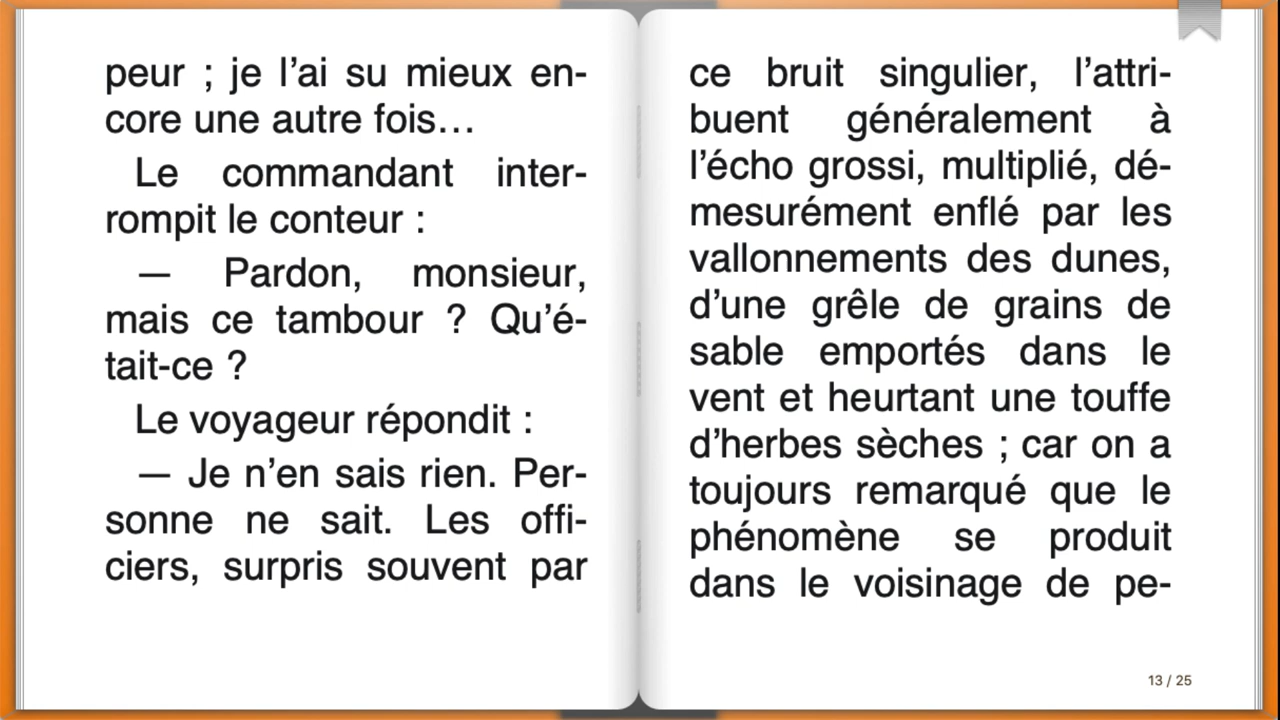 peur ; je l’ai su mieux en-
core une autre fois…
Le commandant inter-
rompit le conteur :
— Pardon, monsieur,
mais ce tambour ? Qu’é-
tait-ce ?
Le voyageur répondit :
— Je n’en sais rien. Per-
sonne ne sait. Les offi-
ciers, surpris souvent par
ce bruit singulier, l’attri-
buent généralement à
l’écho grossi, multiplié, dé-
mesurément enflé par les
vallonnements des dunes,
d’une grêle de grains de
sable emportés dans le
vent et heurtant une touffe
d’herbes sèches ; car on a
toujours remarqué que le
phénomène se produit
dans le voisinage de pe-
13 / 25